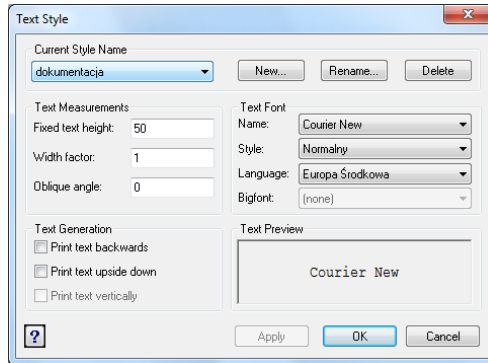 Text Style
Current Style Name
dokumentacja
New...
Rename...
Delete
Text Measurements
Fixed text height: 50
Width factor: 1
Oblique angle: 0
Text Font
Name: Courier New
Style: Normalny
Language: Europa Środkowa
Bigfont: (none)
Text Generation
Print text backwards
Print text upside down
Print text vertically
Text Preview
Courier New
?
Apply
OK
Cancel